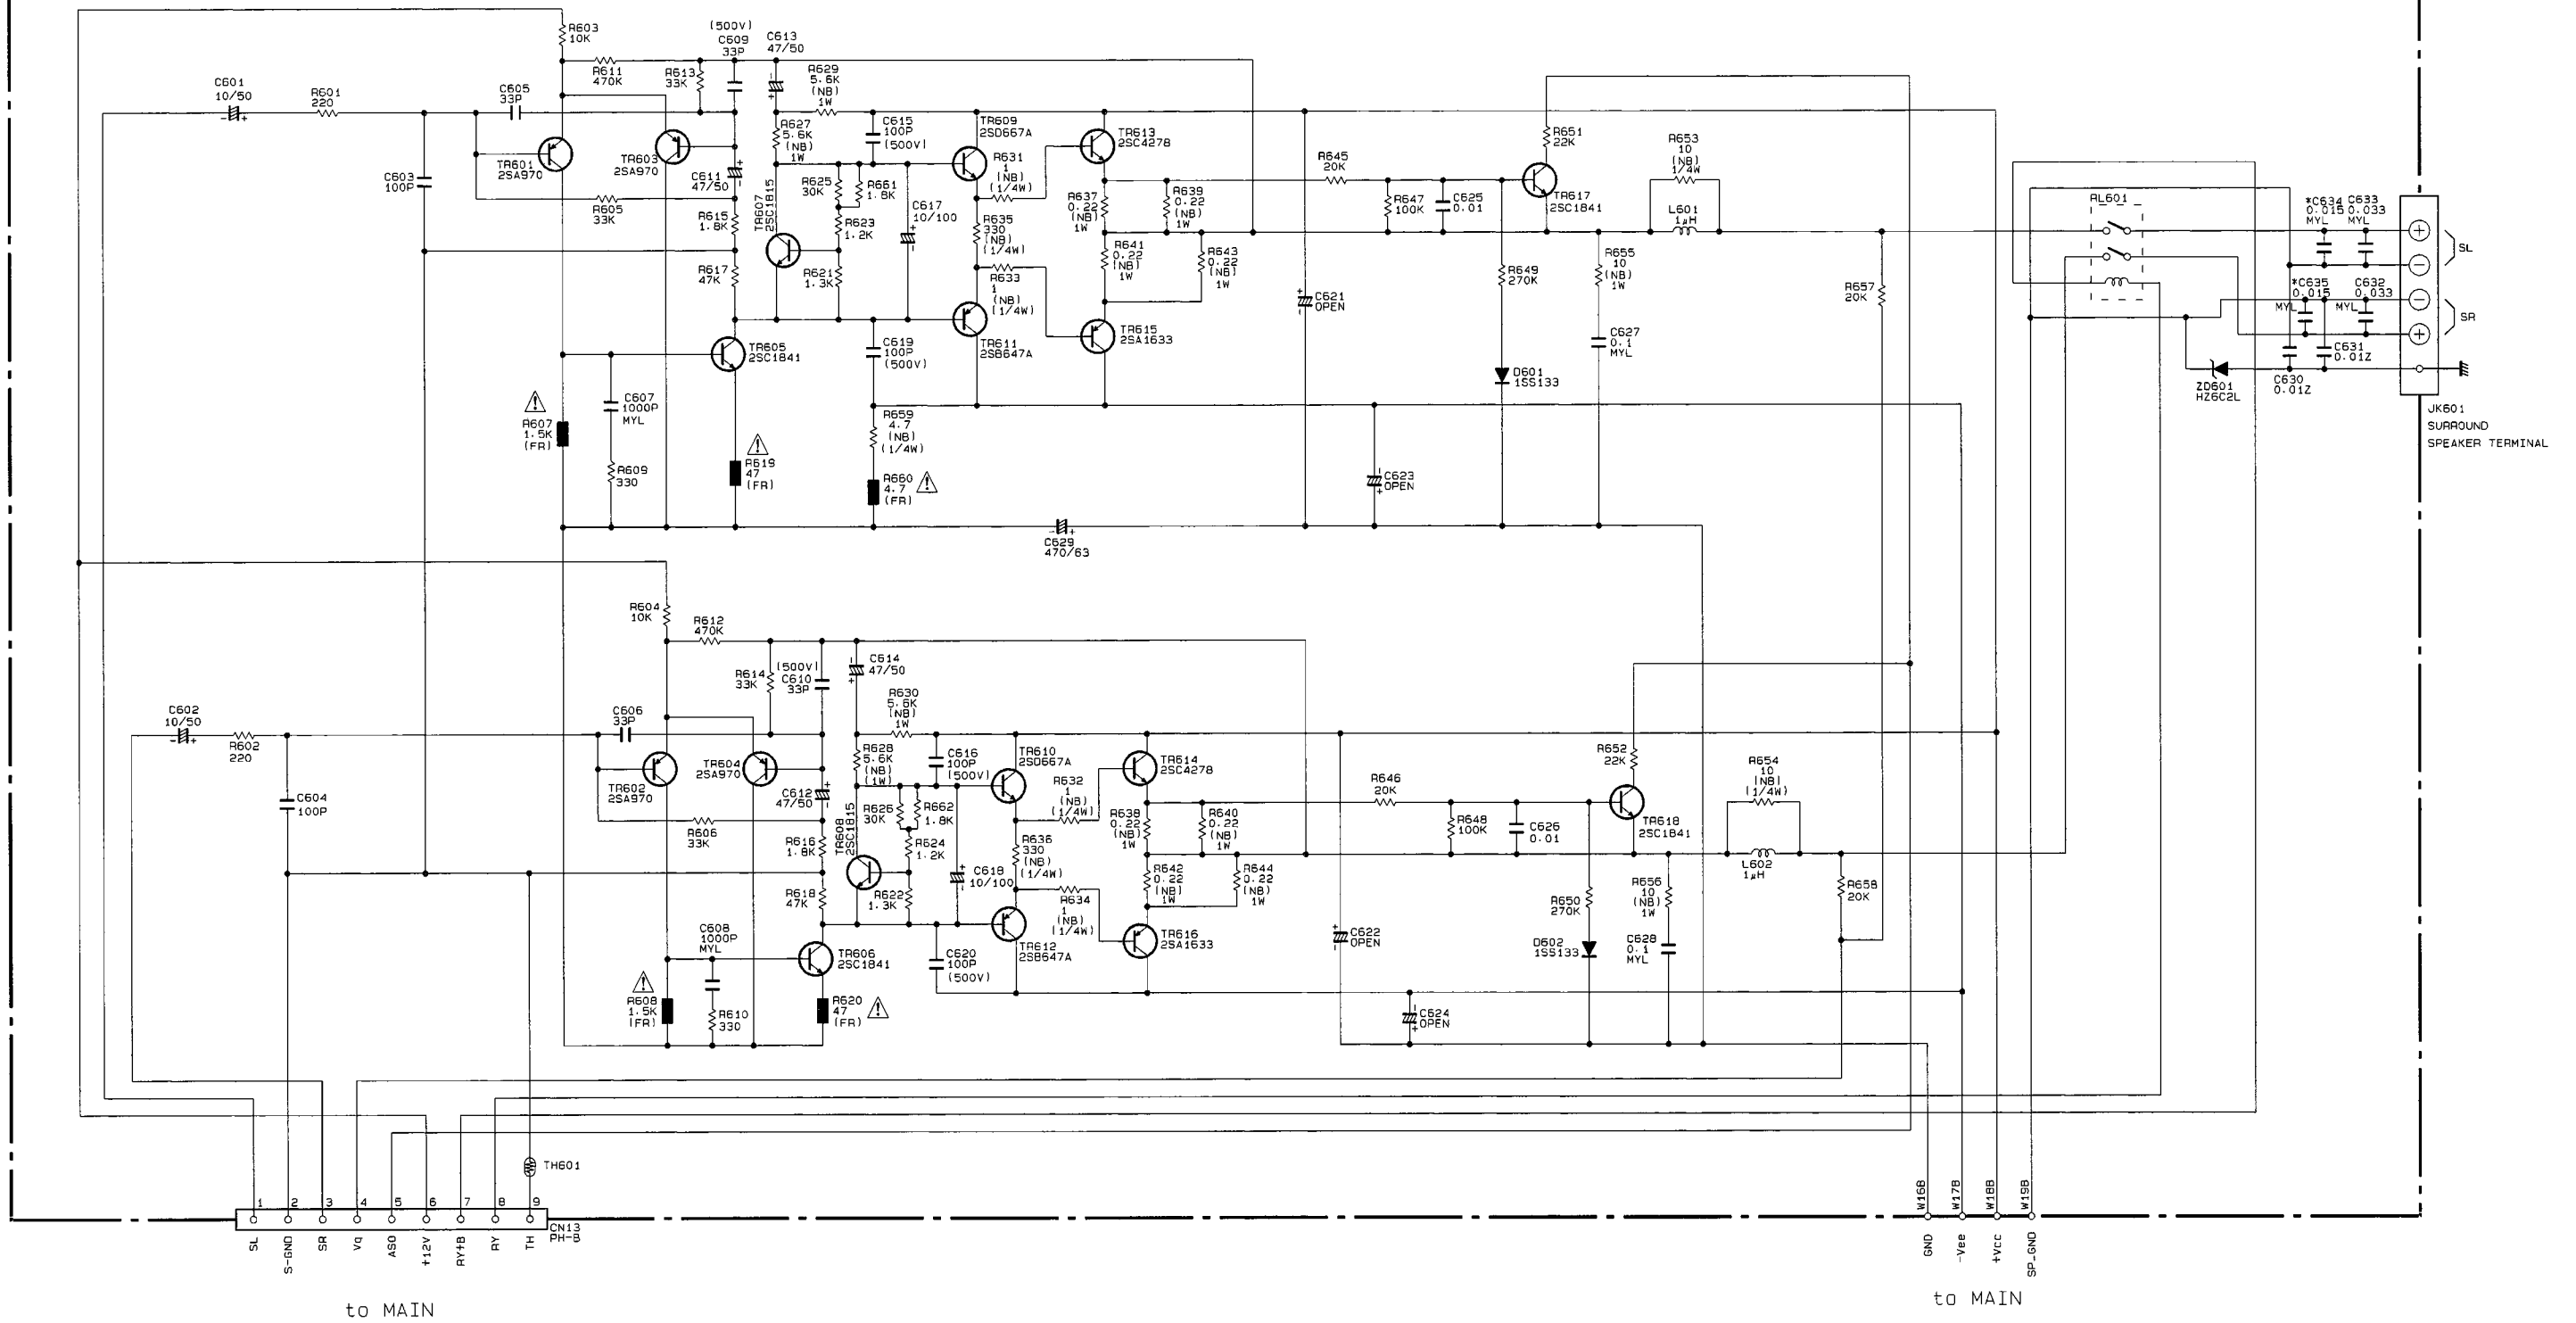 R603
10K
(500V)
C609
33P
C613
47/50
R611
470K
R613
33K
R629
5.6K
(NB)
1W
C601
10/50
R601
220
C605
33P
R627
5.6K
(NB)
1W
C615
100P
(500V)
TR609
2SD667A
TR613
2SC4278
R651
22K
R653
10
(NB)
1/4W
TR601
2SA970
TR603
2SA970
C603
100P
C611
47/50
R631
1
(NB)
(1/4W)
R645
20K
R625
30K
R661
1.8K
TR607
2SC1815
C617
10/100
R605
33K
R615
1.8K
R623
1.2K
R635
330
(NB)
(1/4W)
R637
0.22
(NB)
1W
R639
0.22
(NB)
1W
R647
100K
C625
0.01
TR617
2SC1841
L601
1μH
RL601
*C634
0.015
MYL
C633
0.033
MYL
SL
R617
47K
R621
1.3K
R633
1
(NB)
(1/4W)
R641
0.22
(NB)
1W
R643
0.22
(NB)
1W
R649
270K
R655
10
(NB)
1W
R657
20K
*C635
0.015
MYL
C632
0.033
MYL
SR
C621
OPEN
TR605
2SC1841
C619
100P
(500V)
TR611
2SB647A
TR615
2SA1633
C627
0.1
MYL
D601
1SS133
C631
0.01Z
ZD601
HZ6C2L
C630
0.01Z
JK601
SURROUND
SPEAKER TERMINAL
C607
1000P
MYL
R607
1.5K
(FR)
R659
4.7
(NB)
(1/4W)
R609
330
R619
47
(FR)
R660
4.7
(FR)
C623
OPEN
C629
470/63
R604
10K
R612
470K
R614
33K
(500V)
C610
33P
C614
47/50
R630
5.6K
(NB)
1W
C602
10/50
R602
220
C606
33P
R628
5.6K
(NB)
(1W)
C616
100P
(500V)
TR610
2SD667A
TR614
2SC4278
R652
22K
R654
10
(NB)
(1/4W)
TR602
2SA970
TR604
2SA970
C604
100P
C612
47/50
R632
1
(NB)
(1/4W)
R646
20K
R626
30K
R662
1.8K
TR608
2SC1815
R606
33K
R616
1.8K
R624
1.2K
R636
330
(NB)
(1/4W)
R638
0.22
(NB)
1W
R640
0.22
(NB)
1W
R648
100K
C626
0.01
TR618
2SC1841
L602
1μH
R618
47K
R622
1.3K
C618
10/100
R634
1
(NB)
(1/4W)
R642
0.22
(NB)
1W
R644
0.22
(NB)
1W
R650
270K
R656
10
(NB)
1W
R658
20K
C608
1000P
MYL
TR606
2SC1841
C620
100P
(500V)
TR612
2SB647A
TR616
2SA1633
C622
OPEN
D602
1SS133
C628
0.1
MYL
R608
1.5K
(FR)
R610
330
R620
47
(FR)
C624
OPEN
TH601
1 2 3 4 5 6 7 8 9
CN13
PH-B
SL
S-GND
SR
Vq
ASO
+12V
RY+B
RY
TH
W16B
W17B
W18B
W19B
GND
-Vee
+Vcc
SP_GND
to MAIN
to MAIN